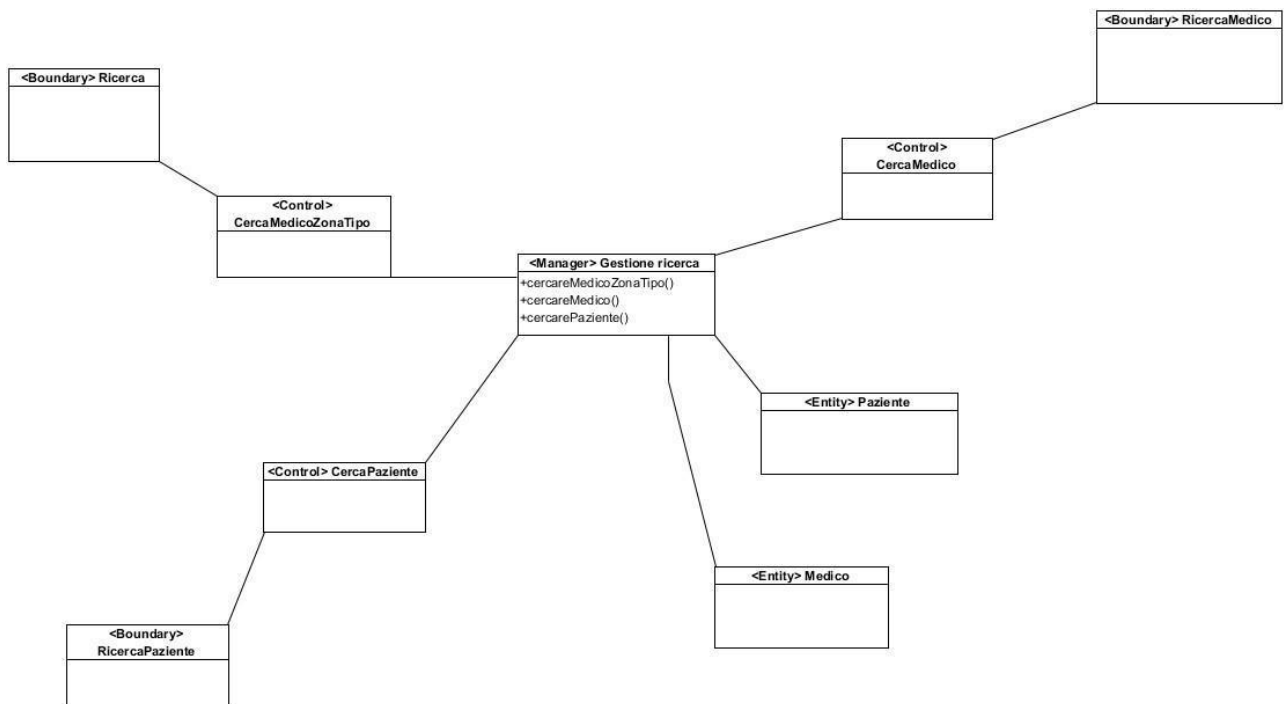 <Boundary> RicercaMedico
<Boundary> Ricerca
<Control>
CercaMedico
<Control>
CercaMedicoZonaTipo
<Manager> Gestione ricerca
+cercareMedicoZonaTipo()
+cercareMedico()
+cercarePaziente()
<Entity> Paziente
<Control> CercaPaziente
<Entity> Medico
<Boundary>
RicercaPaziente